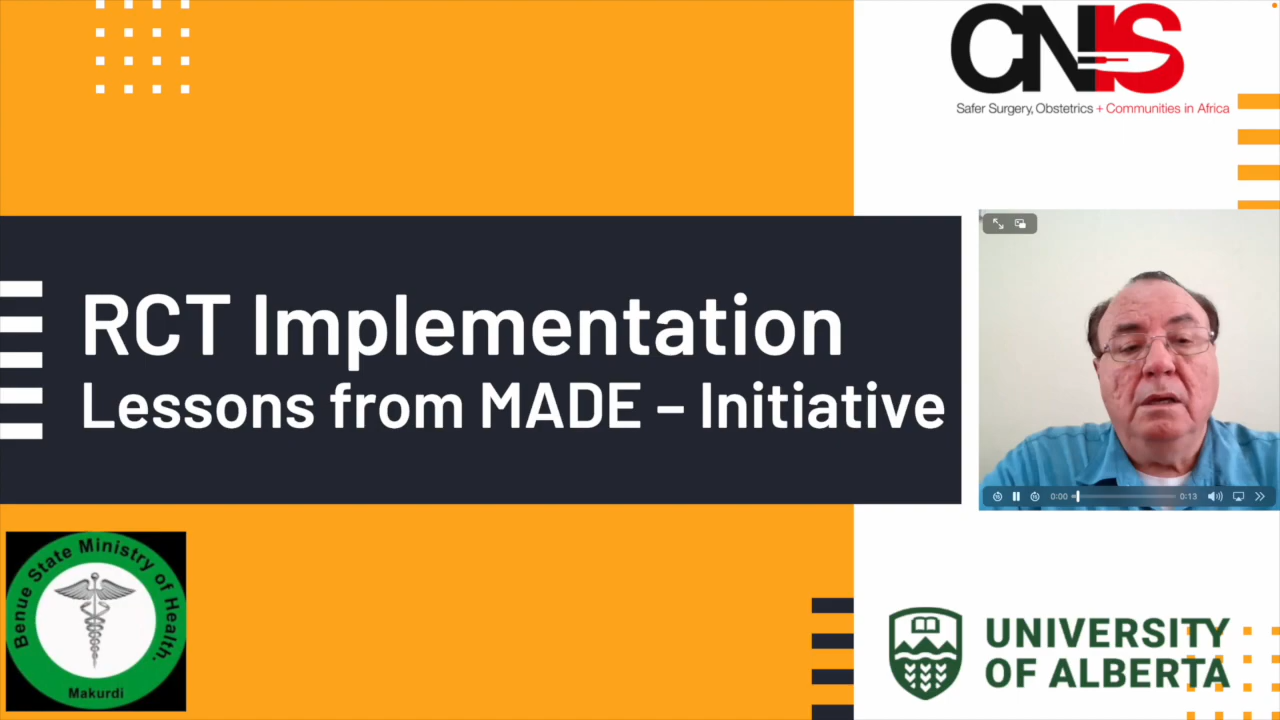 CNIS
Safer Surgery, Obstetrics + Communities in Africa
RCT Implementation
Lessons from MADE – Initiative
0:00
0:13
Benue State Ministry of Health.
Makurdi
UNIVERSITY
OF ALBERTA